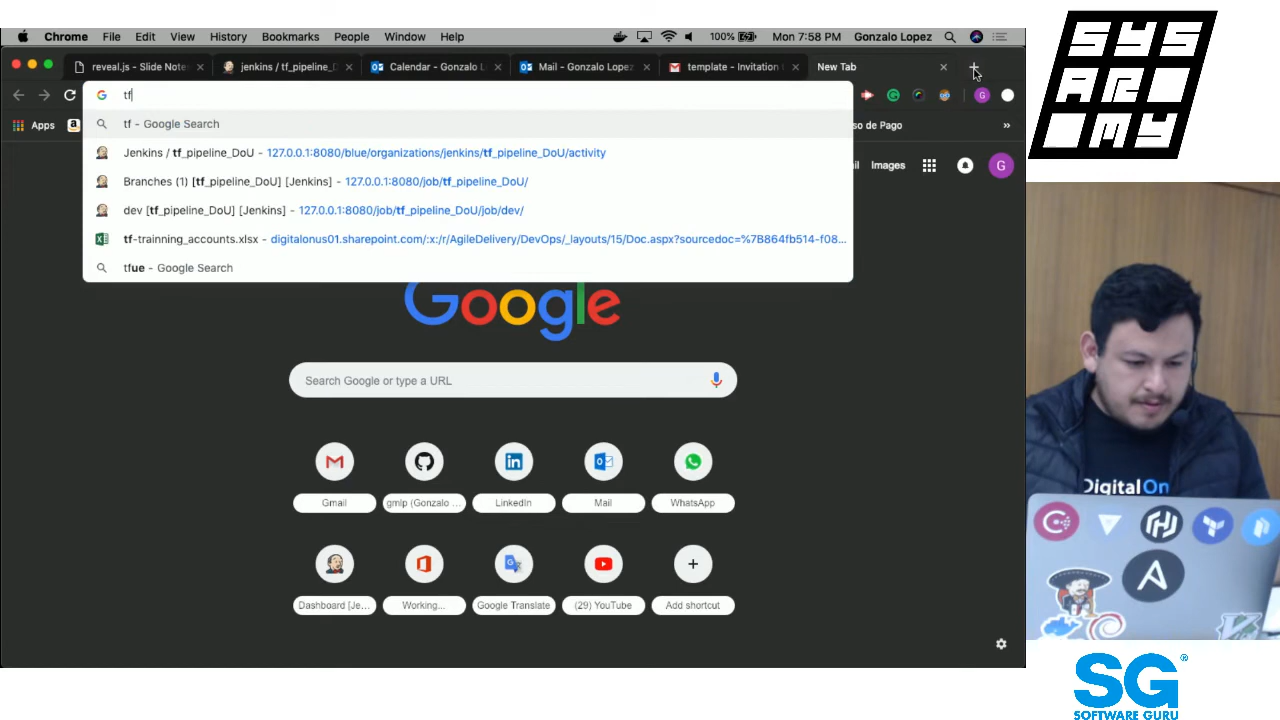 Chrome File Edit View History Bookmarks People Window Help 100% Mon 7:58 PM Gonzalo Lopez
reveal.js - Slide Note
jenkins / tf_pipeline_D
Calendar - Gonzalo L
Mail - Gonzalo Lopez
template - Invitation
New Tab
tf
G
Apps
so de Pago
»
tf - Google Search
Jenkins / tf_pipeline_DoU - 127.0.0.1:8080/blue/organizations/jenkins/tf_pipeline_DoU/activity
Branches (1) [tf_pipeline_DoU] [Jenkins] - 127.0.0.1:8080/job/tf_pipeline_DoU/
dev [tf_pipeline_DoU] [Jenkins] - 127.0.0.1:8080/job/tf_pipeline_DoU/job/dev/
tf-trainning_accounts.xlsx - digitalonus01.sharepoint.com/:x:/r/AgileDelivery/DevOps/_layouts/15/Doc.aspx?sourcedoc=%7B864fb514-f08...
tfue - Google Search
il Images G
Google
Search Google or type a URL
Gmail
gmlp (Gonzalo ...
LinkedIn
Mail
WhatsApp
Dashboard [Je...
Working...
Google Translate
(29) YouTube
Add shortcut
SYS
AR
MY
DigitalOn
SG®
SOFTWARE GURU